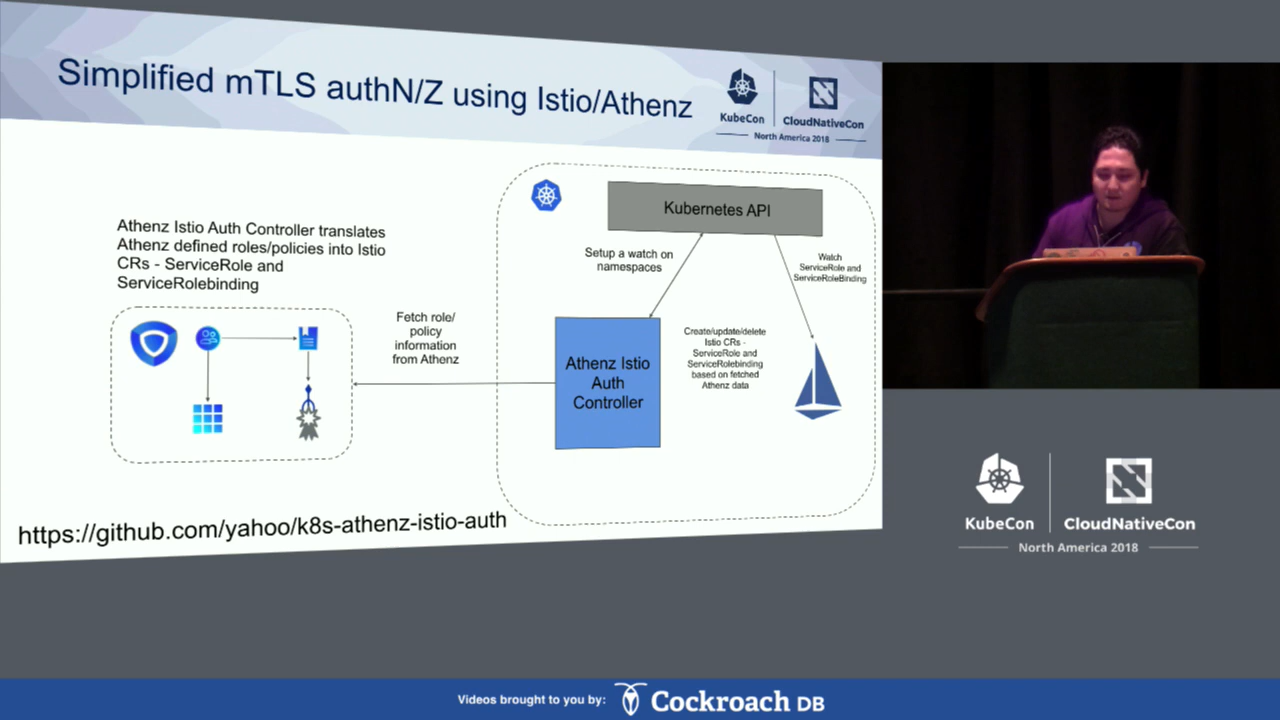 Simplified mTLS authN/Z using Istio/Athenz
KubeCon
CloudNativeCon
North America 2018
Athenz Istio Auth Controller translates
Athenz defined roles/policies into Istio
CRs - ServiceRole and
ServiceRolebinding
Fetch role/
policy
information
from Athenz
Kubernetes API
Setup a watch on
namespaces
Watch
ServiceRole and
ServiceRoleBinding
Athenz Istio
Auth
Controller
Create/update/delete
Istio CRs -
ServiceRole and
ServiceRolebinding
based on fetched
Athenz data
https://github.com/yahoo/k8s-athenz-istio-auth
KubeCon
CloudNativeCon
North America 2018
Videos brought to you by:
Cockroach DB